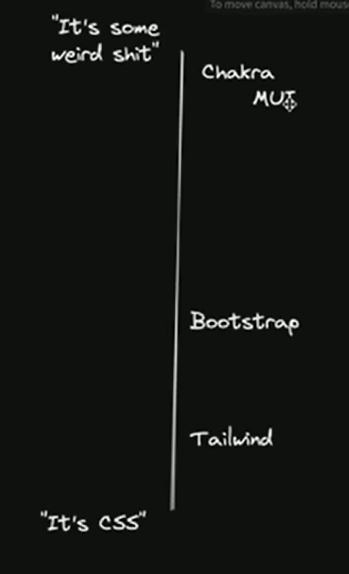 To move canvas, hold mous
"It's some
weird shit"
Chakra
MUI
Bootstrap
Tailwind
"It's CSS"